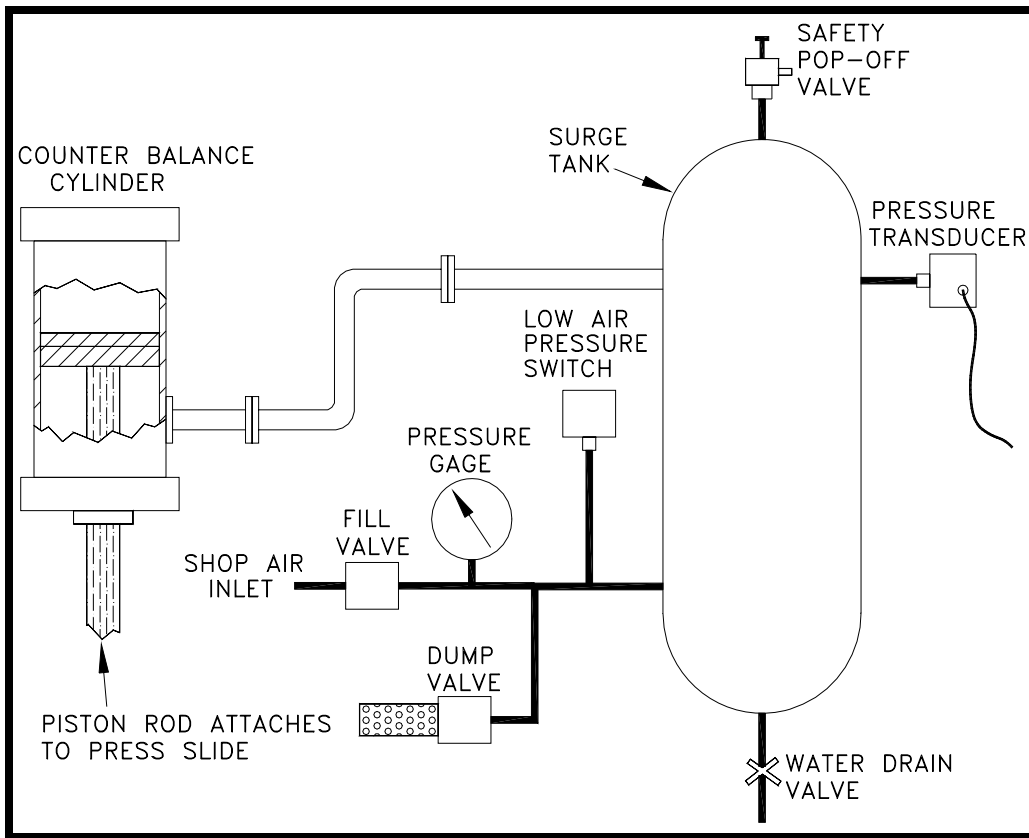 SAFETY
POP-OFF
VALVE
SURGE
TANK
COUNTER BALANCE
CYLINDER
PRESSURE
TRANSDUCER
LOW AIR
PRESSURE
SWITCH
PRESSURE
GAGE
FILL
VALVE
SHOP AIR
INLET
DUMP
VALVE
PISTON ROD ATTACHES
TO PRESS SLIDE
WATER DRAIN
VALVE